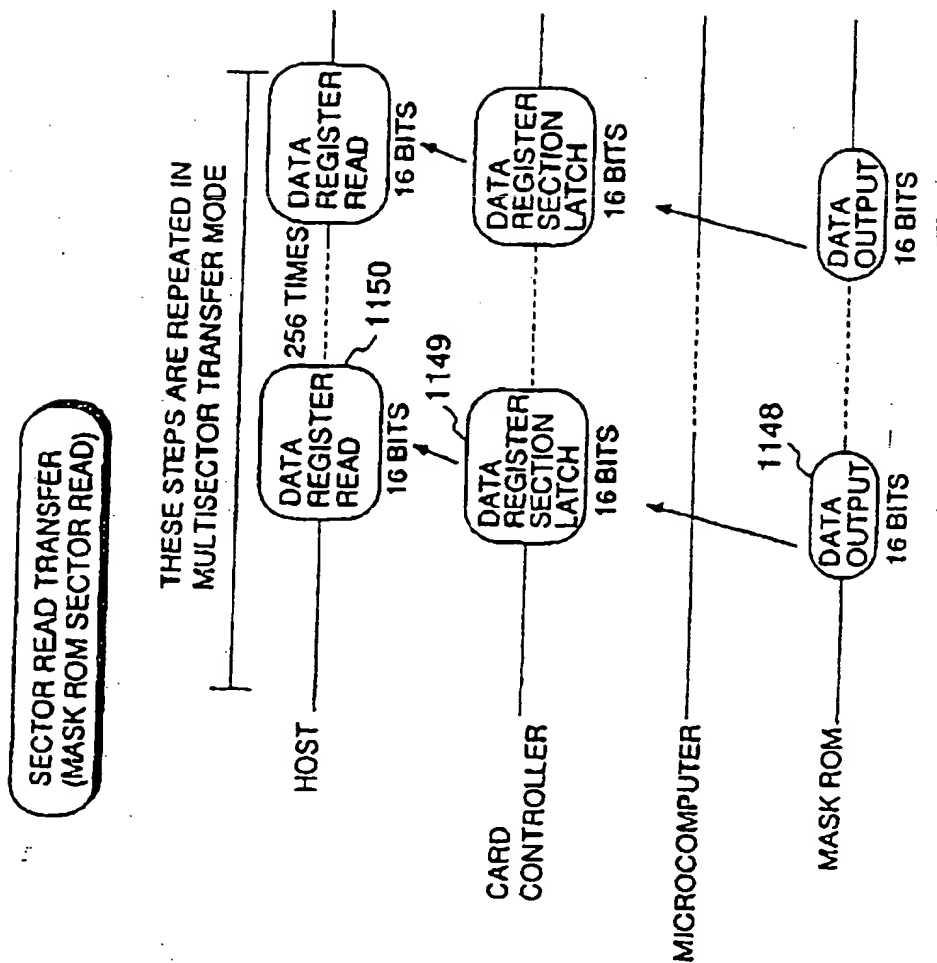 SECTOR READ TRANSFER
(MASK ROM SECTOR READ)
THESE STEPS ARE REPEATED IN
MULTISECTOR TRANSFER MODE
HOST
DATA
REGISTER
READ
16 BITS
256 TIMES
1150
DATA
REGISTER
READ
16 BITS
CARD
CONTROLLER
DATA
REGISTER
SECTION
LATCH
16 BITS
1149
DATA
REGISTER
SECTION
LATCH
16 BITS
MICROCOMPUTER
MASK ROM
DATA
OUTPUT
16 BITS
1148
DATA
OUTPUT
16 BITS